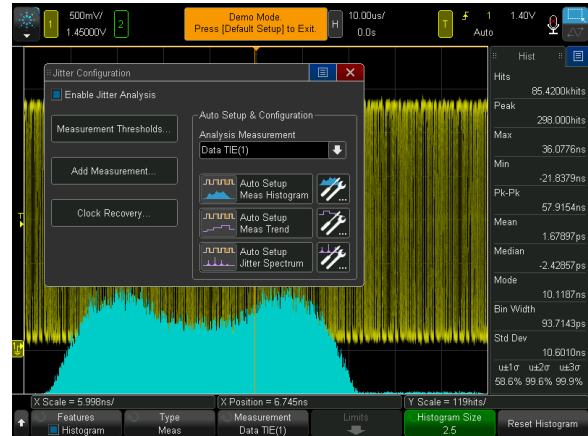 500mV/
1
1.45000V
2
Demo Mode.
Press [Default Setup] to Exit.
H
10.00us/
0.0s
T
1
1.40V
Auto
Jitter Configuration
Enable Jitter Analysis
Measurement Thresholds...
Add Measurement...
Clock Recovery...
Auto Setup & Configuration
Analysis Measurement
Data TIE(1)
Auto Setup
Meas Histogram
Auto Setup
Meas Trend
Auto Setup
Jitter Spectrum
Hist
Hits
85.4200khits
Peak
298.000hits
Max
36.0776ns
Min
-21.8379ns
Pk-Pk
57.9154ns
Mean
1.67897ps
Median
-2.42857ps
Mode
10.1187ns
Bin Width
93.7143ps
Std Dev
10.6010ns
u±1σ u±2σ u±3σ
58.6% 99.6% 99.9%
T
X Scale = 5.998ns/
X Position = 6.745ns
Y Scale = 119hits/
Features
Histogram
Type
Meas
Measurement
Data TIE(1)
Limits
Histogram Size
2.5
Reset Histogram